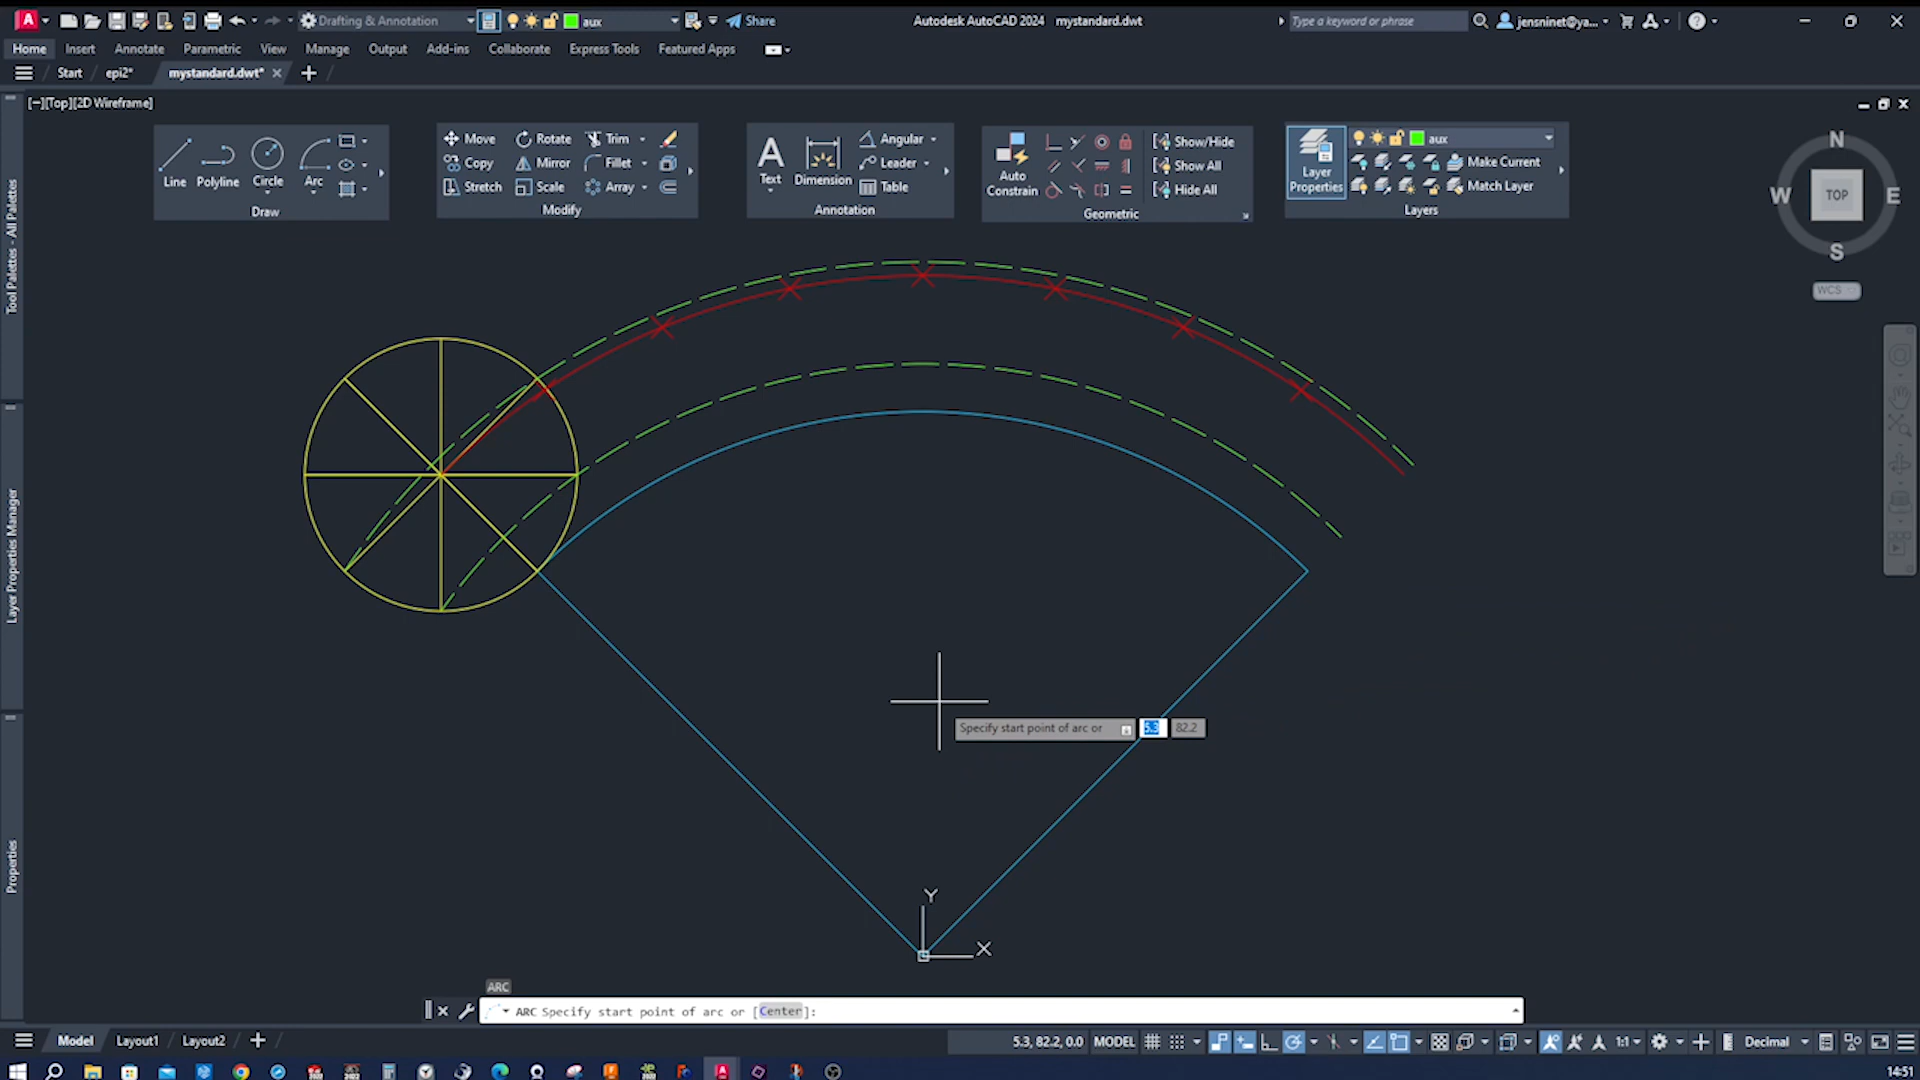 Drafting & Annotation
aux
Share
Autodesk AutoCAD 2024 mystandard.dwt
Type a keyword or phrase
jensninet@ya...
Home Insert Annotate Parametric View Manage Output Add-ins Collaborate Express Tools Featured Apps
Start epi2* mystandard.dwt*
[−][Top][2D Wireframe]
Line Polyline Circle Arc
Draw
Move Rotate Trim
Copy Mirror Fillet
Stretch Scale Array
Modify
Text Dimension
Angular
Leader
Table
Annotation
Auto Constrain
Show/Hide
Show All
Hide All
Geometric
Layer Properties
aux
Make Current
Match Layer
Layers
N
W TOP E
S
WCS
Tool Palettes - All Palettes
Layer Properties Manager
Properties
Specify start point of arc or 5.3 82.2
Y
X
ARC
ARC Specify start point of arc or [Center]:
Model Layout1 Layout2
5.3, 82.2, 0.0 MODEL 1:1 Decimal
14:51